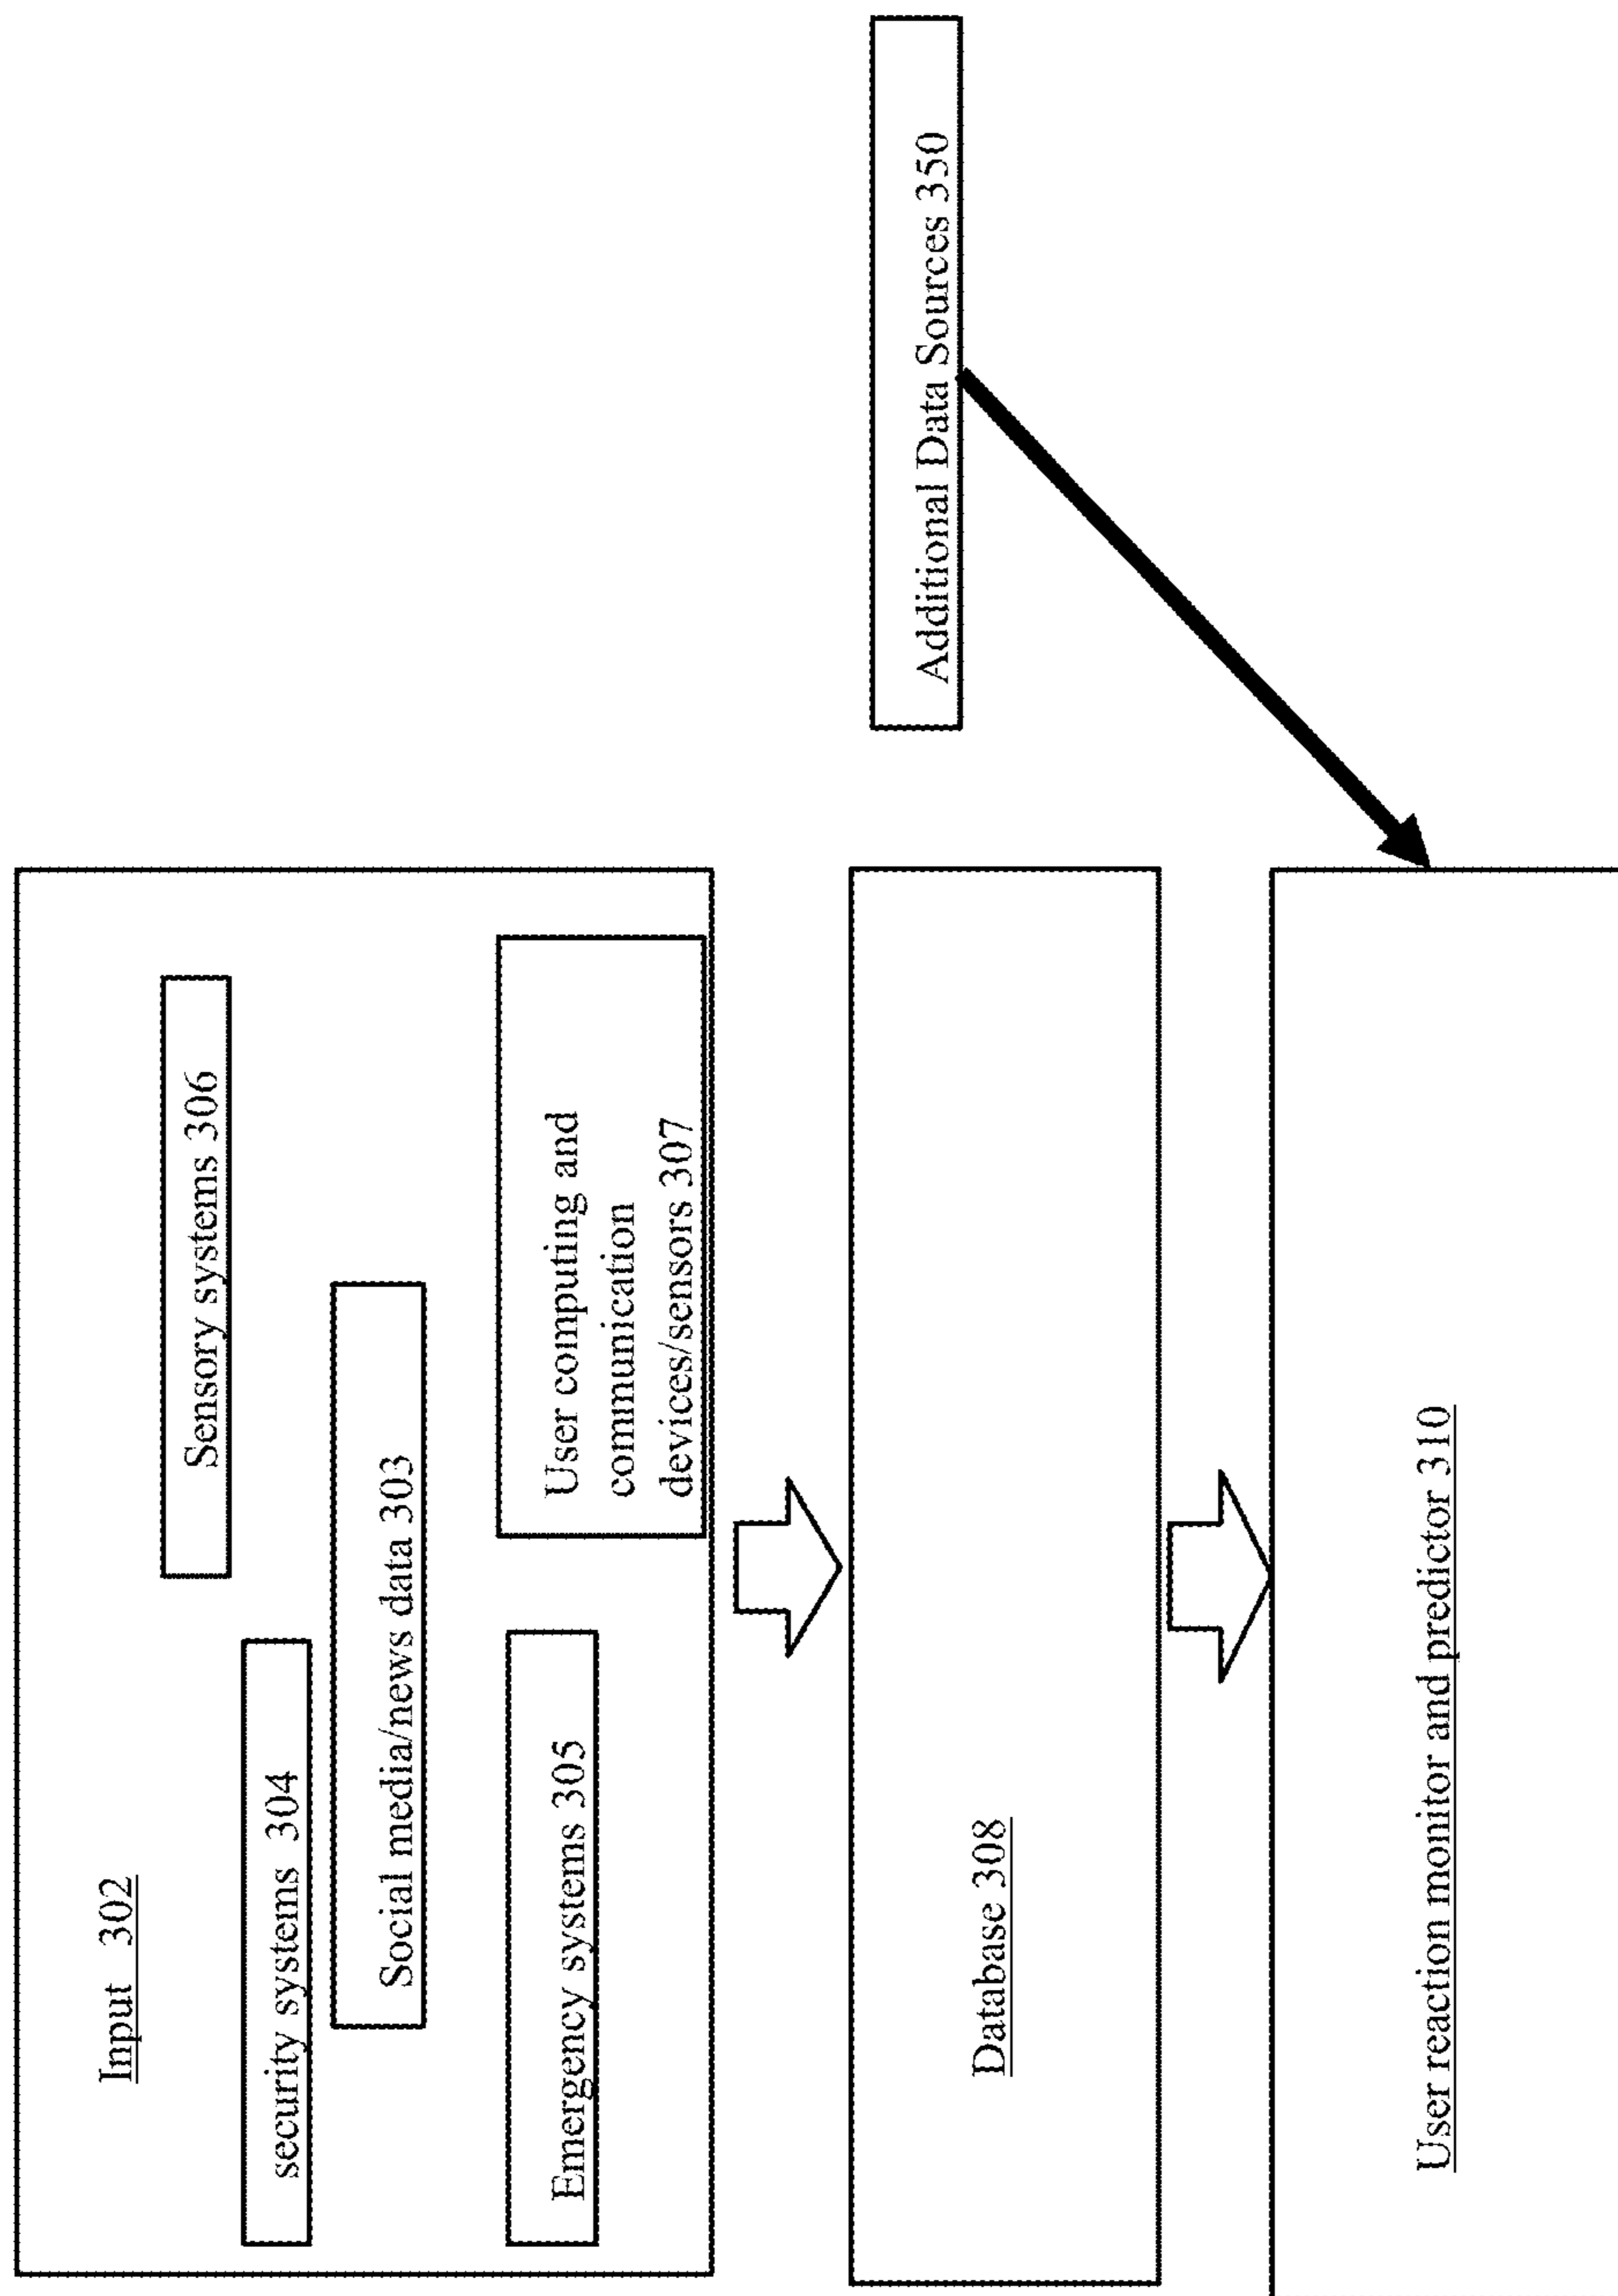 Input 302
Sensory systems 306
security systems 304
Social media/news data 303
Emergency systems 305
User computing and
communication
devices/sensors 307
Additional Data Sources 350
Database 308
User reaction monitor and predictor 310